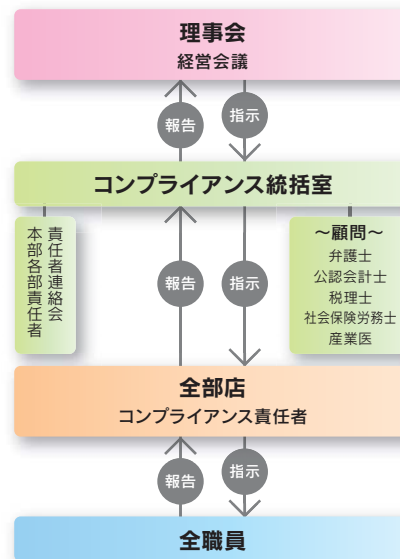 理事会
経営会議
報告
指示
コンプライアンス統括室
責任者連絡会
本部各部責任者
報告
指示
～顧問～
弁護士
公認会計士
税理士
社会保険労務士
産業医
全部店
コンプライアンス責任者
報告
指示
全職員